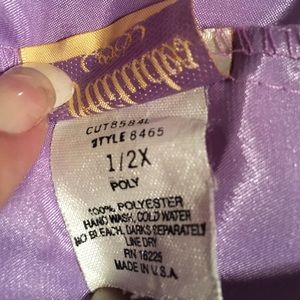 CUT8584L
STYLE 8465
1/2X
POLY
100% POLYESTER
HAND WASH, COLD WATER
NO BLEACH, DARKS SEPARATELY
LINE DRY
RN 16225
MADE IN U.S.A